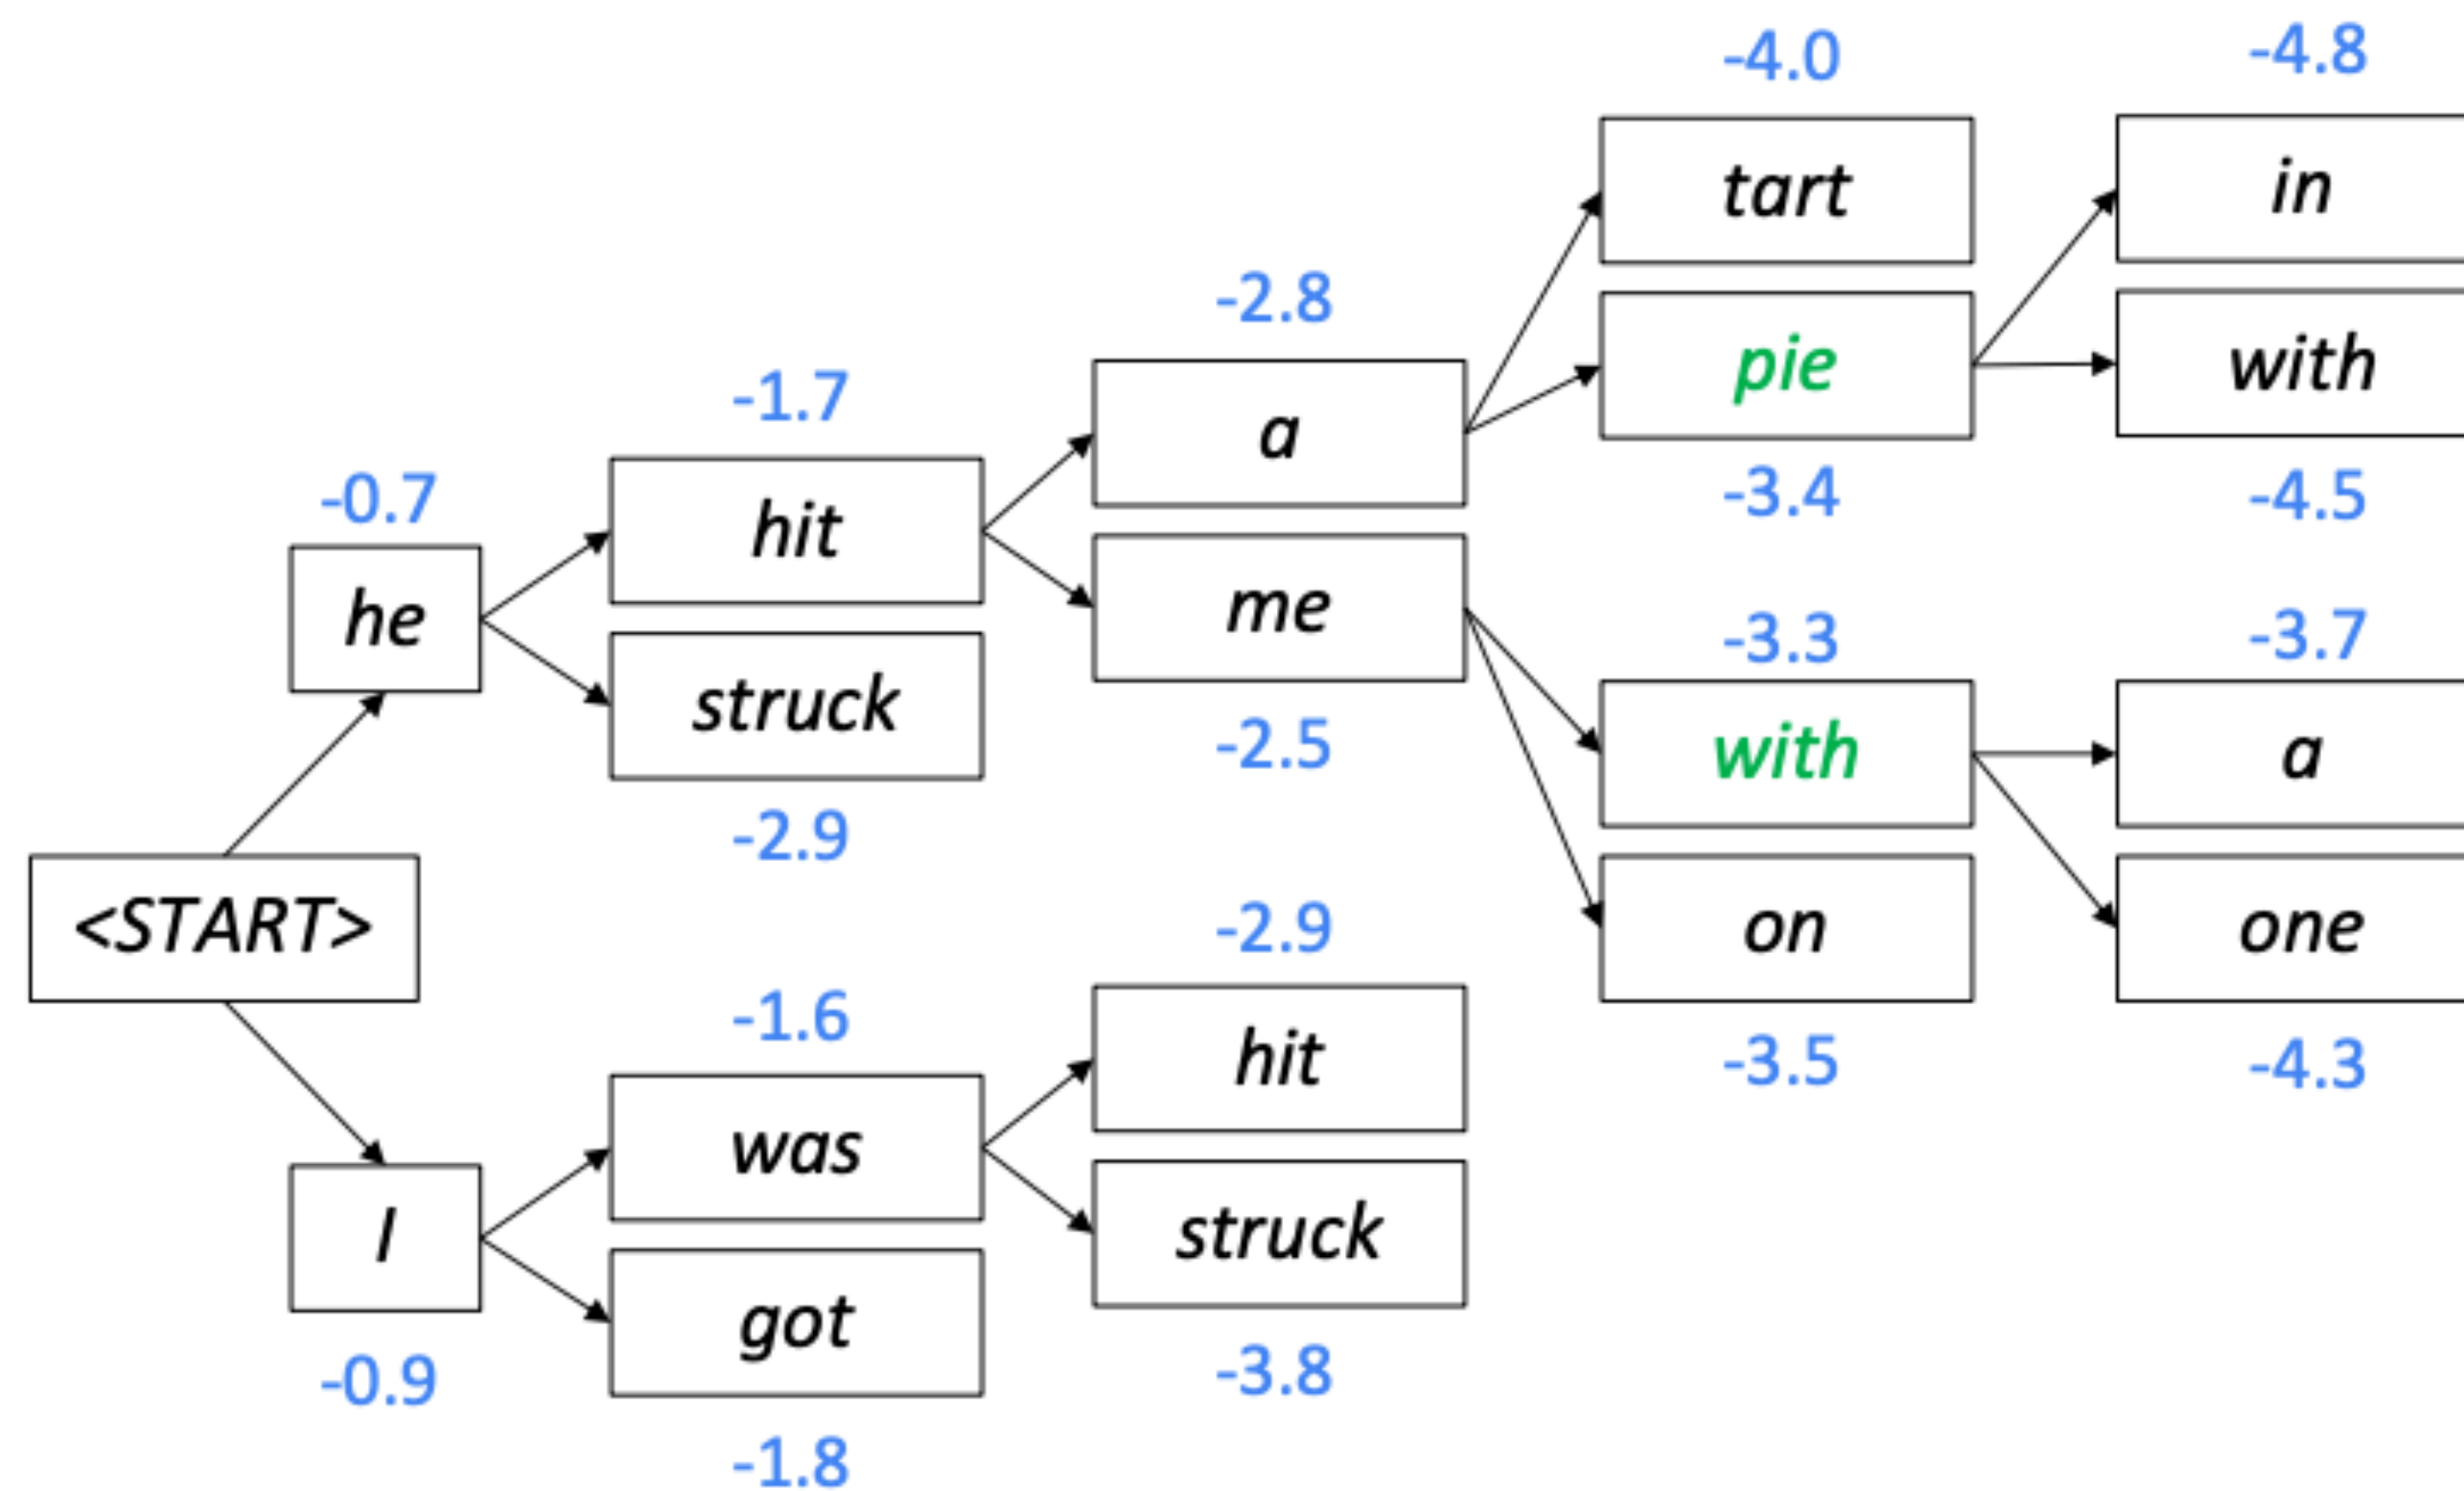 -4.0
-4.8
tart
in
-2.8
-1.7
a
pie
with
-0.7
hit
-3.4
-4.5
he
me
-3.3
-3.7
struck
-2.5
with
a
-2.9
<START>
-2.9
on
one
-1.6
hit
-3.5
-4.3
was
I
struck
-0.9
got
-3.8
-1.8